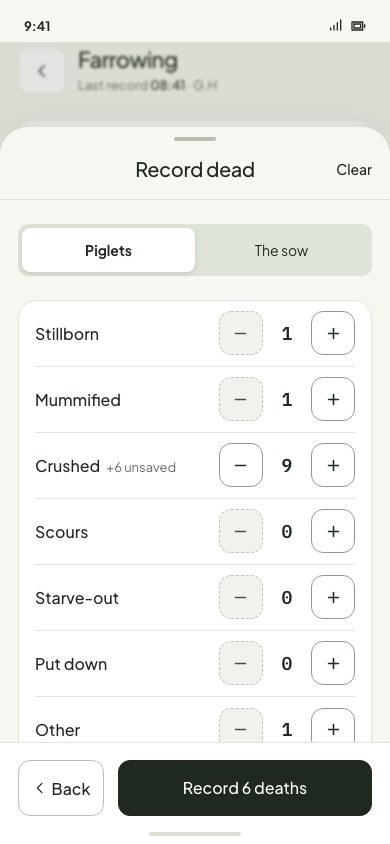 9:41
Farrowing
Last record 08:41 · G.H
Record dead
Clear
Piglets
The sow
Stillborn − 1 +
Mummified − 1 +
Crushed +6 unsaved − 9 +
Scours − 0 +
Starve-out − 0 +
Put down − 0 +
Other − 1 +
Back
Record 6 deaths